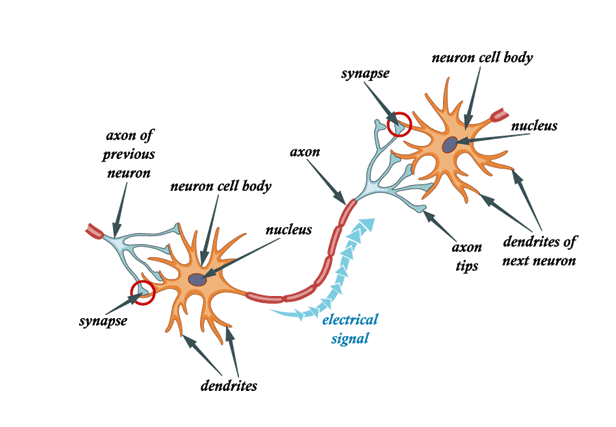 neuron cell body
synapse
nucleus
axon of
previous
neuron
axon
neuron cell body
nucleus
axon
tips
dendrites of
next neuron
synapse
electrical
signal
dendrites